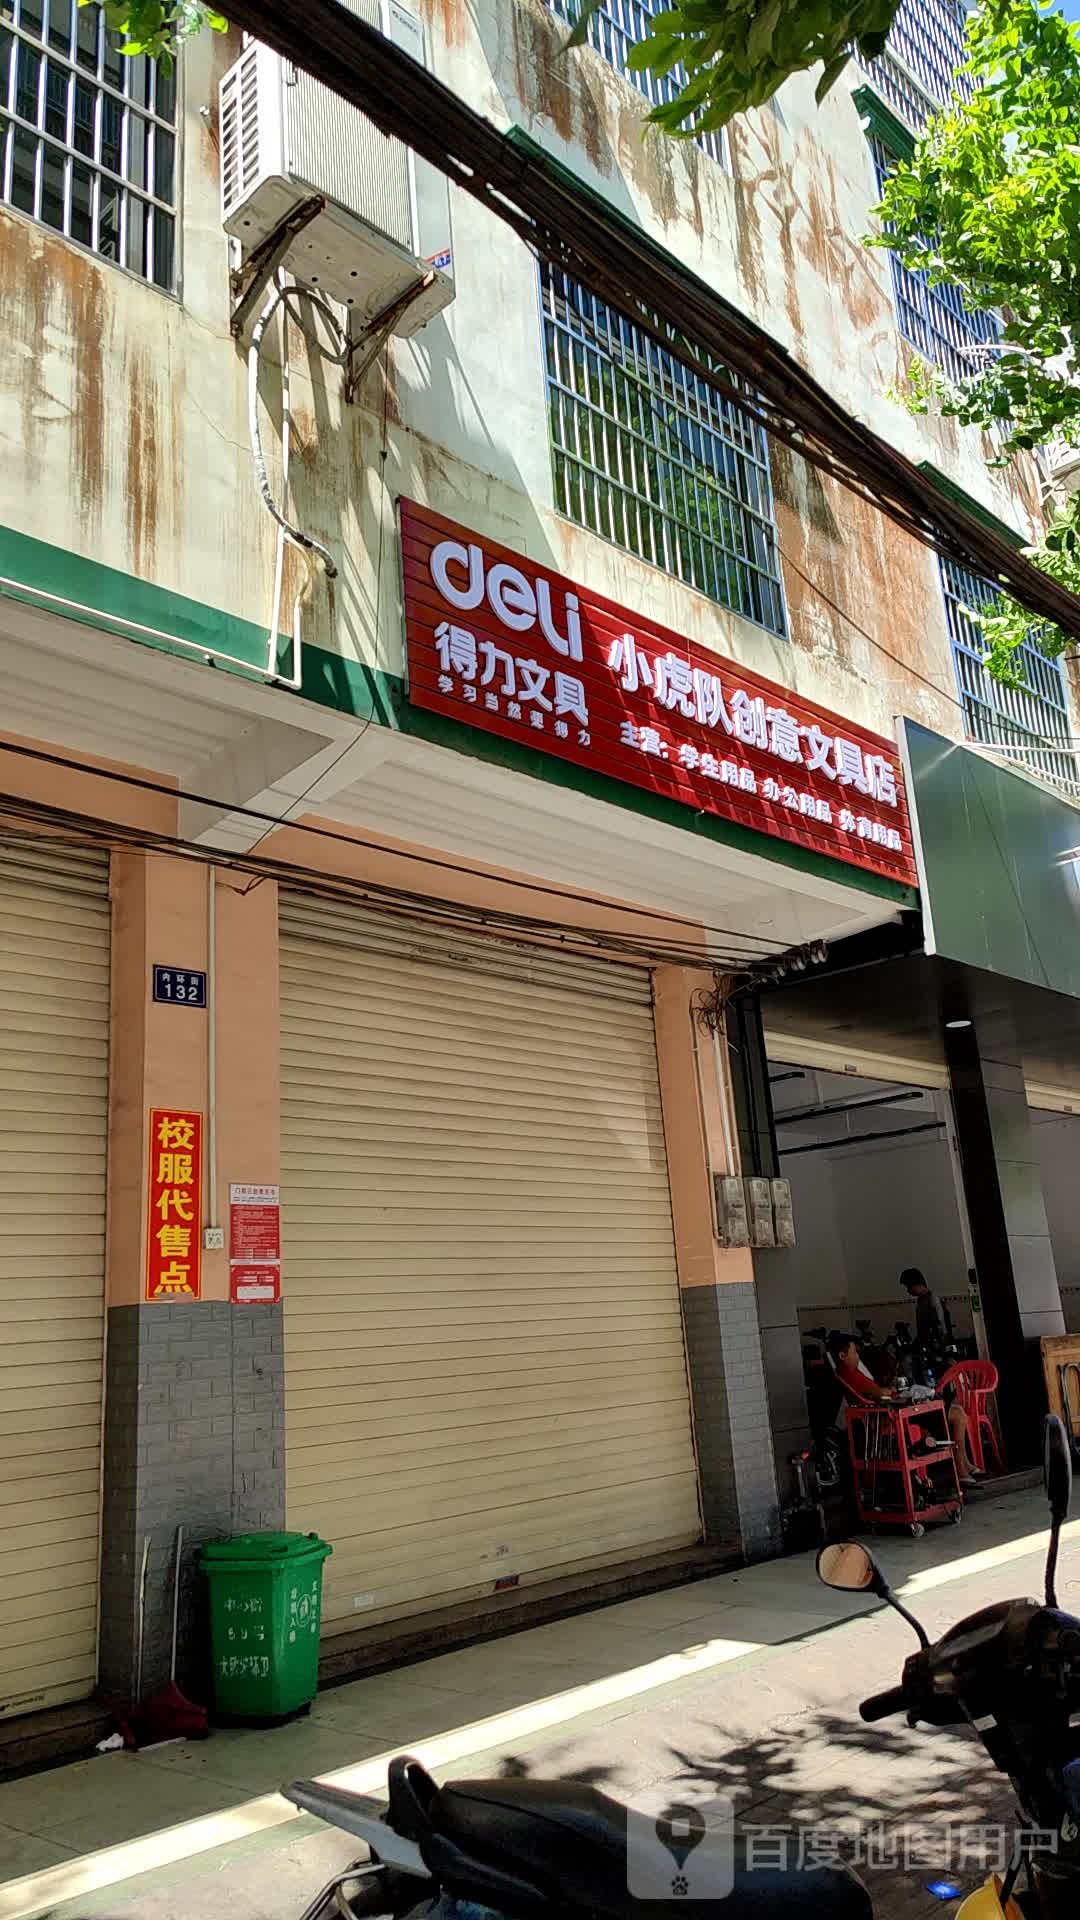 deli
得力文具
学习当然更得力
小虎队创意文具店
主营：学生用品 办公用品 体育用品
内环街
132
校服代售点
百度地图用户